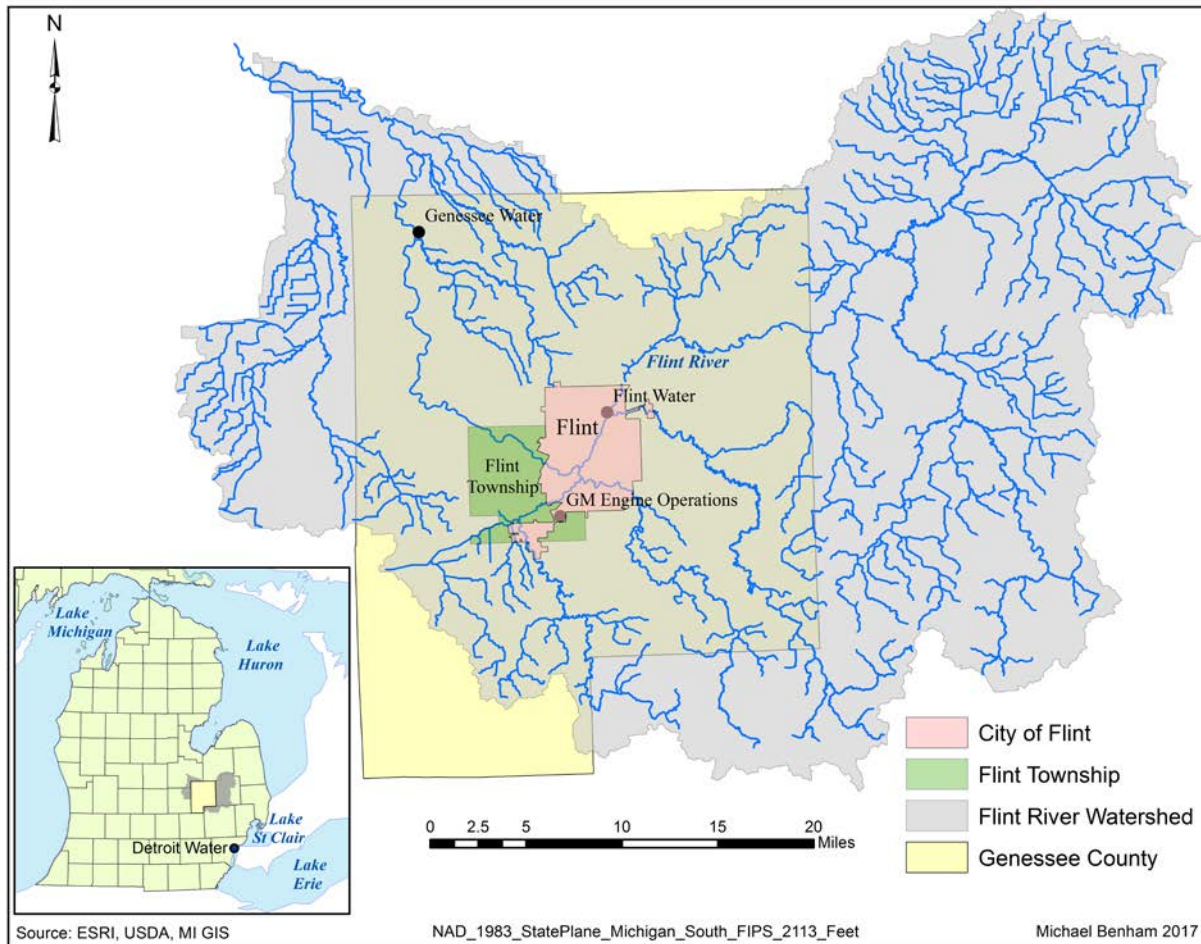 N
Genessee Water
Flint River
Flint Water
Flint
Flint
Township
GM Engine Operations
Lake
Michigan
Lake
Huron
Lake
St Clair
Detroit Water
Lake
Erie
City of Flint
Flint Township
Flint River Watershed
Genessee County
0 2.5 5 10 15 20
Miles
Source: ESRI, USDA, MI GIS
NAD_1983_StatePlane_Michigan_South_FIPS_2113_Feet
Michael Benham 2017